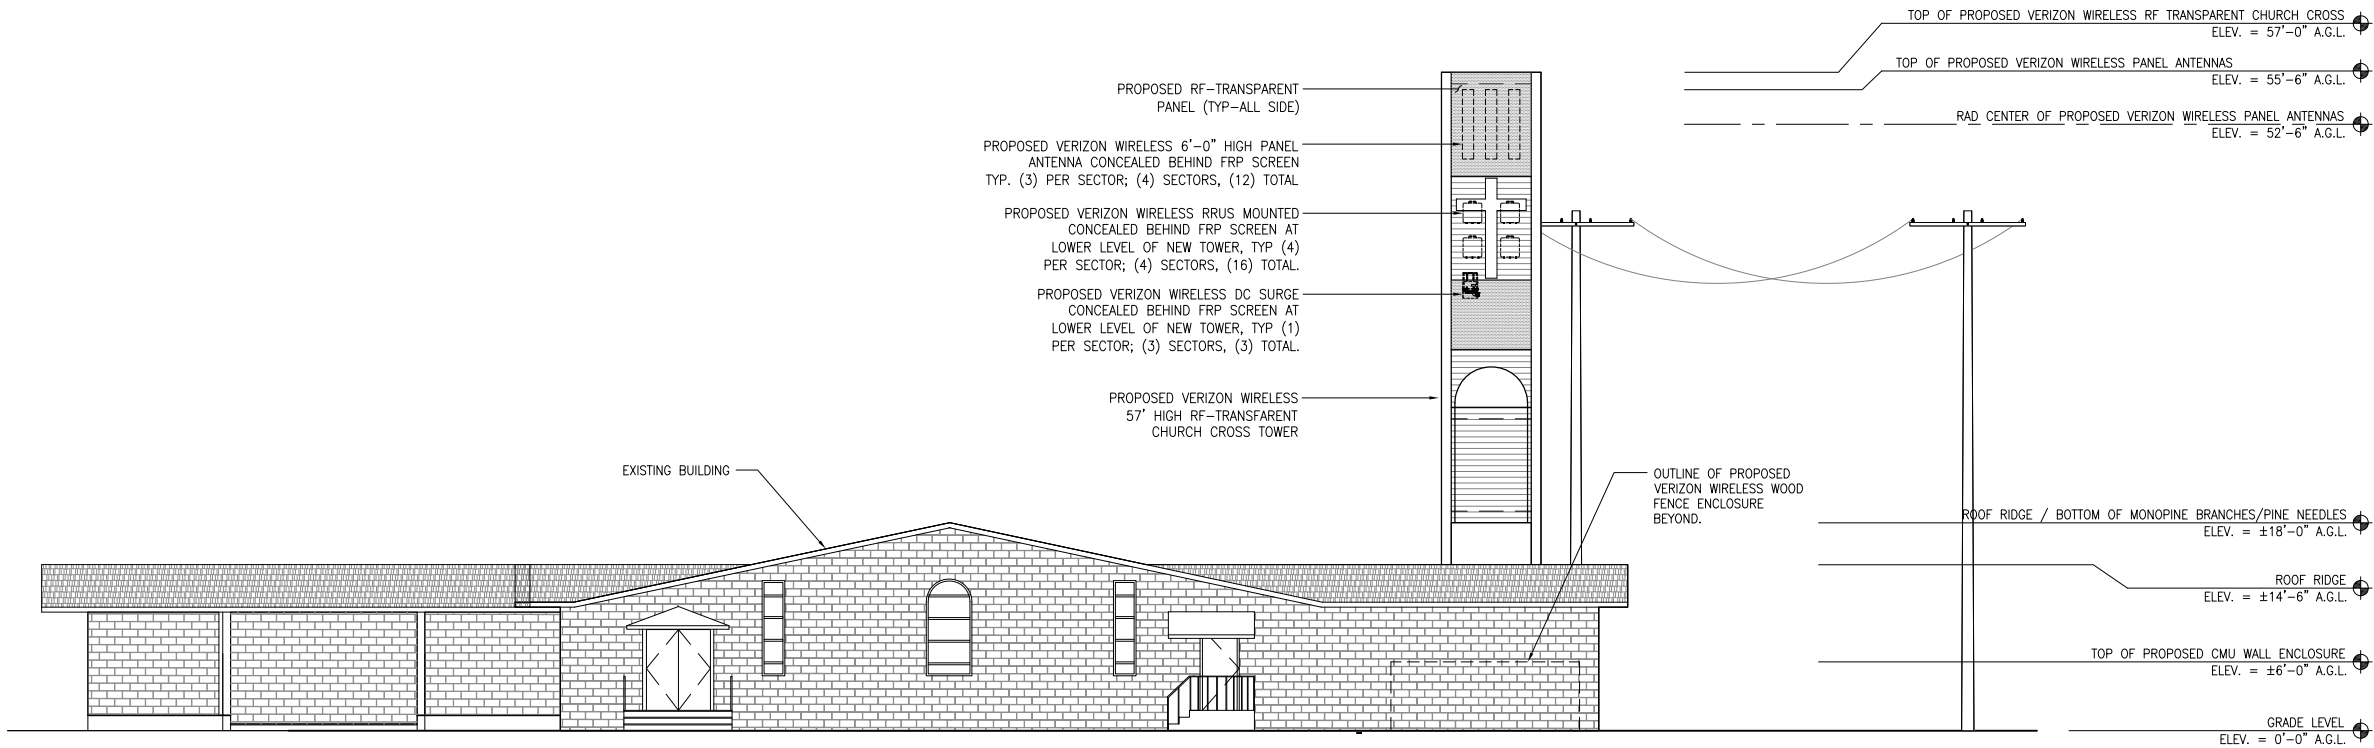 TOP OF PROPOSED VERIZON WIRELESS RF TRANSPARENT CHURCH CROSS
ELEV. = 57'-0" A.G.L.
TOP OF PROPOSED VERIZON WIRELESS PANEL ANTENNAS
ELEV. = 55'-6" A.G.L.
RAD CENTER OF PROPOSED VERIZON WIRELESS PANEL ANTENNAS
ELEV. = 52'-6" A.G.L.
PROPOSED RF-TRANSPARENT
PANEL (TYP-ALL SIDE)
PROPOSED VERIZON WIRELESS 6'-0" HIGH PANEL
ANTENNA CONCEALED BEHIND FRP SCREEN
TYP. (3) PER SECTOR; (4) SECTORS, (12) TOTAL
PROPOSED VERIZON WIRELESS RRUS MOUNTED
CONCEALED BEHIND FRP SCREEN AT
LOWER LEVEL OF NEW TOWER, TYP (4)
PER SECTOR; (4) SECTORS, (16) TOTAL.
PROPOSED VERIZON WIRELESS DC SURGE
CONCEALED BEHIND FRP SCREEN AT
LOWER LEVEL OF NEW TOWER, TYP (1)
PER SECTOR; (3) SECTORS, (3) TOTAL.
PROPOSED VERIZON WIRELESS
57' HIGH RF-TRANSFARENT
CHURCH CROSS TOWER
EXISTING BUILDING
OUTLINE OF PROPOSED
VERIZON WIRELESS WOOD
FENCE ENCLOSURE
BEYOND.
ROOF RIDGE / BOTTOM OF MONOPINE BRANCHES/PINE NEEDLES
ELEV. = ±18'-0" A.G.L.
ROOF RIDGE
ELEV. = ±14'-6" A.G.L.
TOP OF PROPOSED CMU WALL ENCLOSURE
ELEV. = ±6'-0" A.G.L.
GRADE LEVEL
ELEV. = 0'-0" A.G.L.